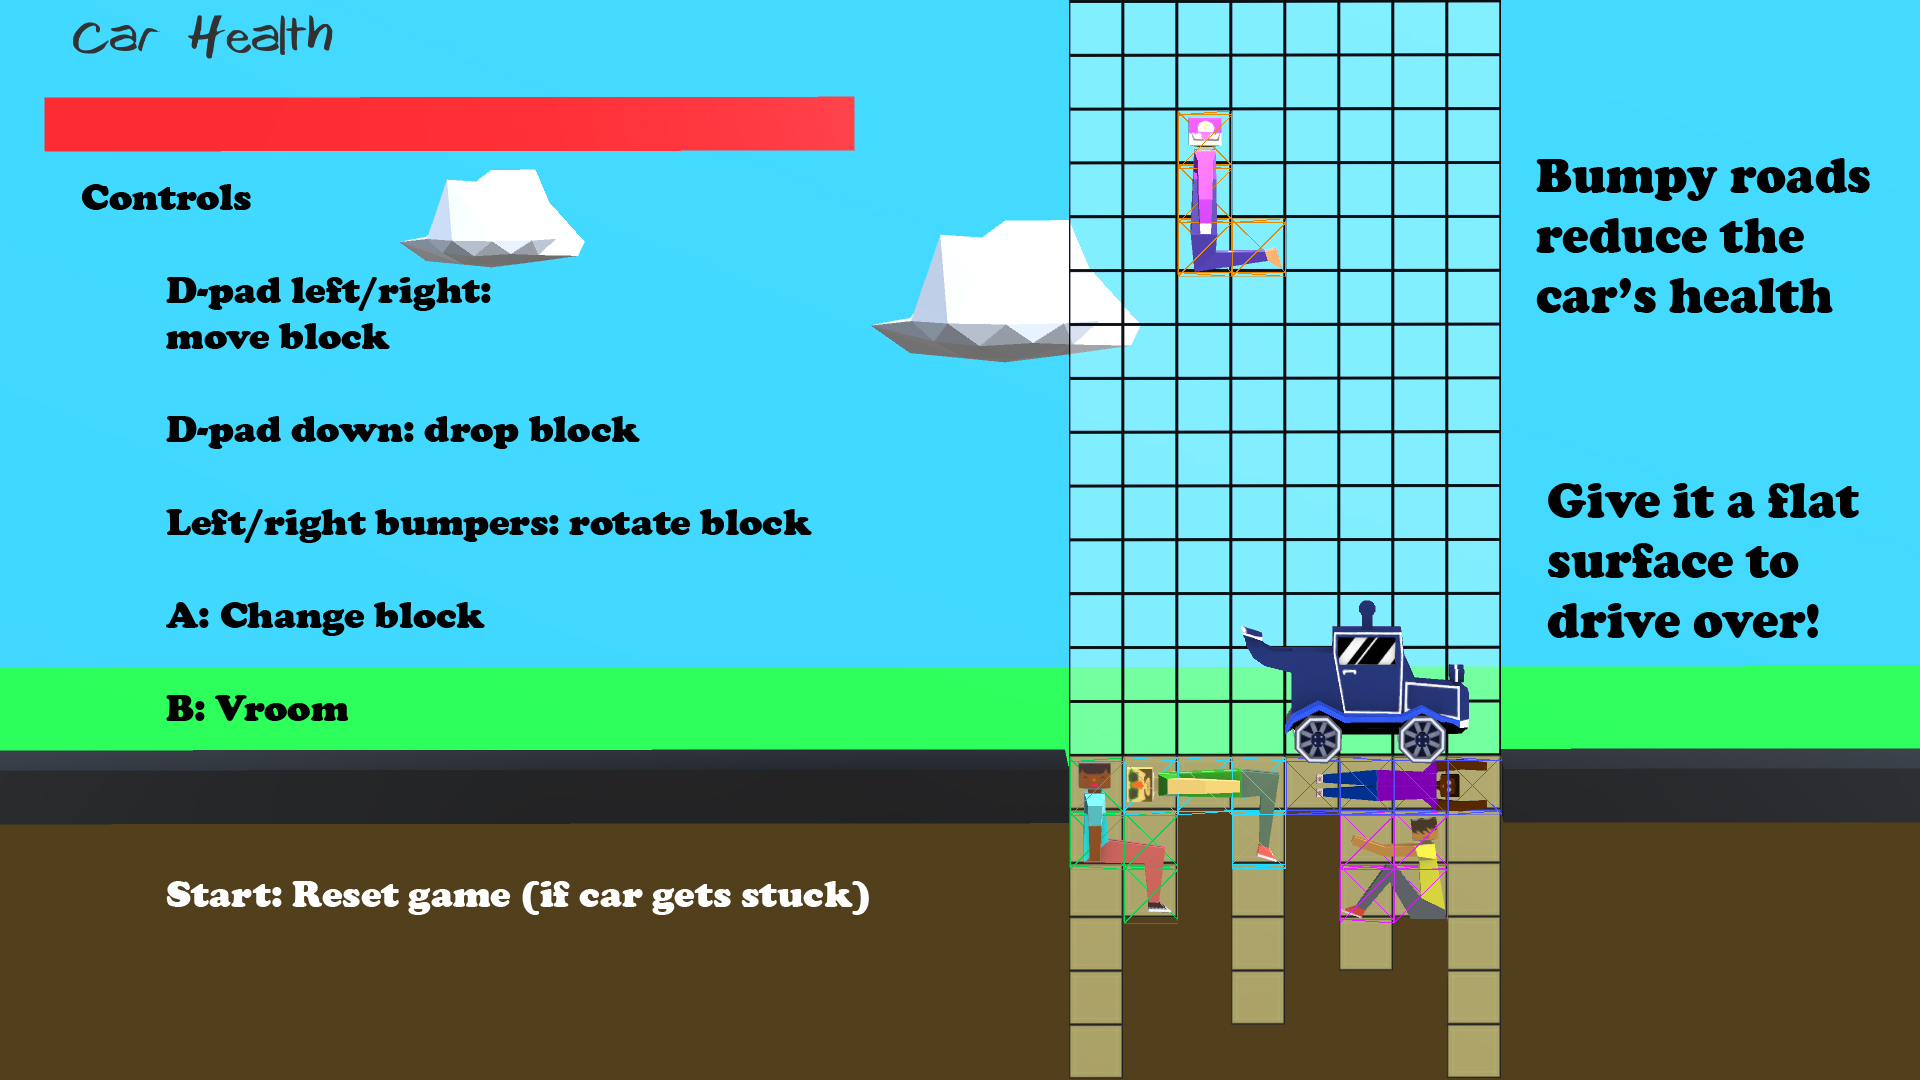 Car Health
Controls
D-pad left/right:
move block
D-pad down: drop block
Left/right bumpers: rotate block
A: Change block
B: Vroom
Start: Reset game (if car gets stuck)
Bumpy roads
reduce the
car’s health
Give it a flat
surface to
drive over!